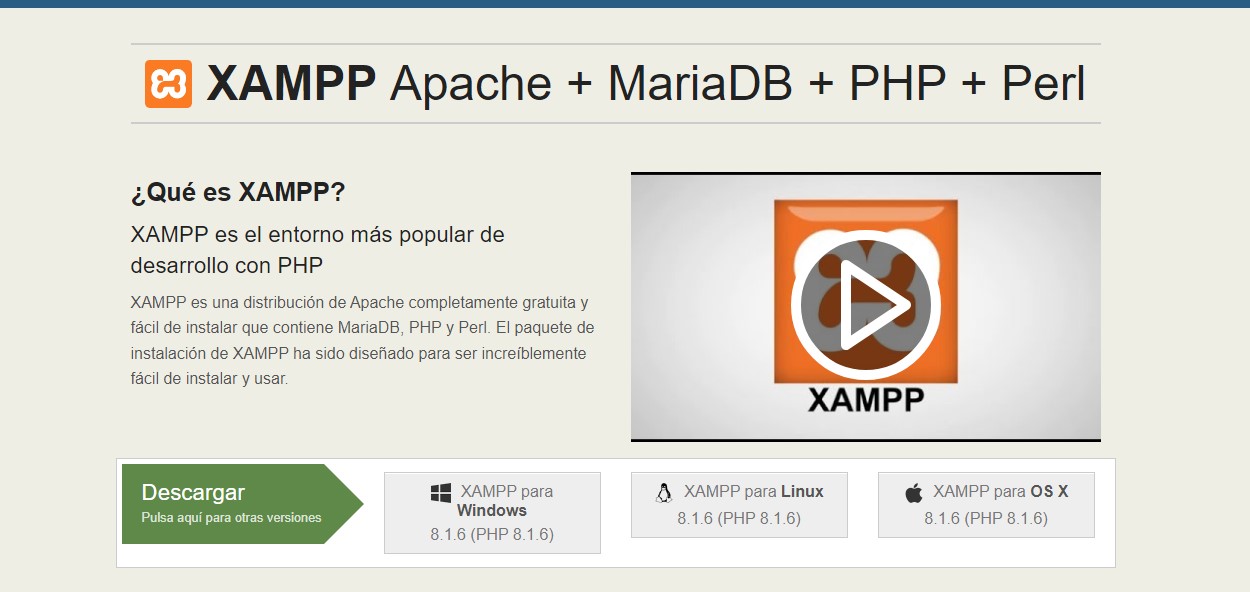 XAMPP Apache + MariaDB + PHP + Perl
¿Qué es XAMPP?
XAMPP es el entorno más popular de
desarrollo con PHP
XAMPP es una distribución de Apache completamente gratuita y
fácil de instalar que contiene MariaDB, PHP y Perl. El paquete de
instalación de XAMPP ha sido diseñado para ser increíblemente
fácil de instalar y usar.
XAMPP
Descargar
Pulsa aquí para otras versiones
XAMPP para
Windows
8.1.6 (PHP 8.1.6)
XAMPP para Linux
8.1.6 (PHP 8.1.6)
XAMPP para OS X
8.1.6 (PHP 8.1.6)